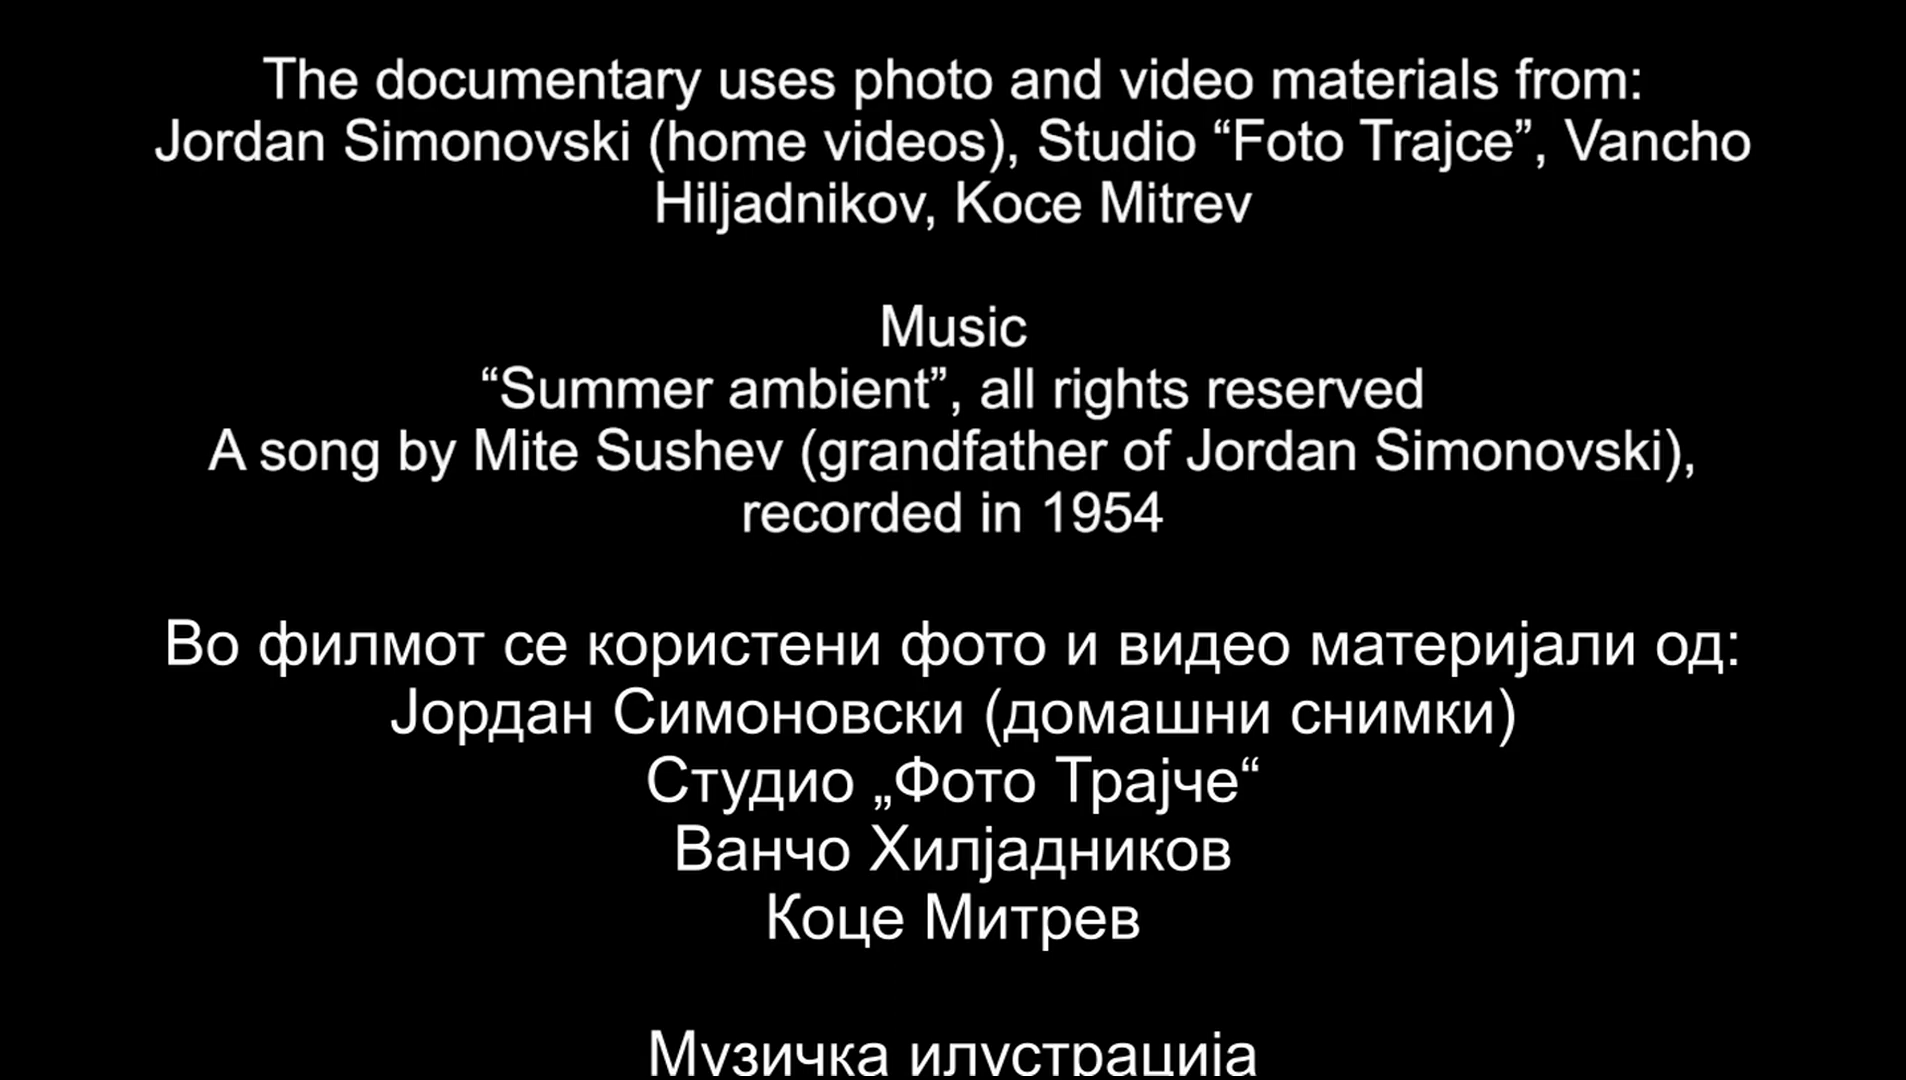 The documentary uses photo and video materials from:
Jordan Simonovski (home videos), Studio “Foto Trajce”, Vancho
Hiljadnikov, Koce Mitrev
Music
“Summer ambient”, all rights reserved
A song by Mite Sushev (grandfather of Jordan Simonovski),
recorded in 1954
Во филмот се користени фото и видео материјали од:
Јордан Симоновски (домашни снимки)
Студио „Фото Трајче“
Ванчо Хилјадников
Коце Митрев
Музичка илустрација